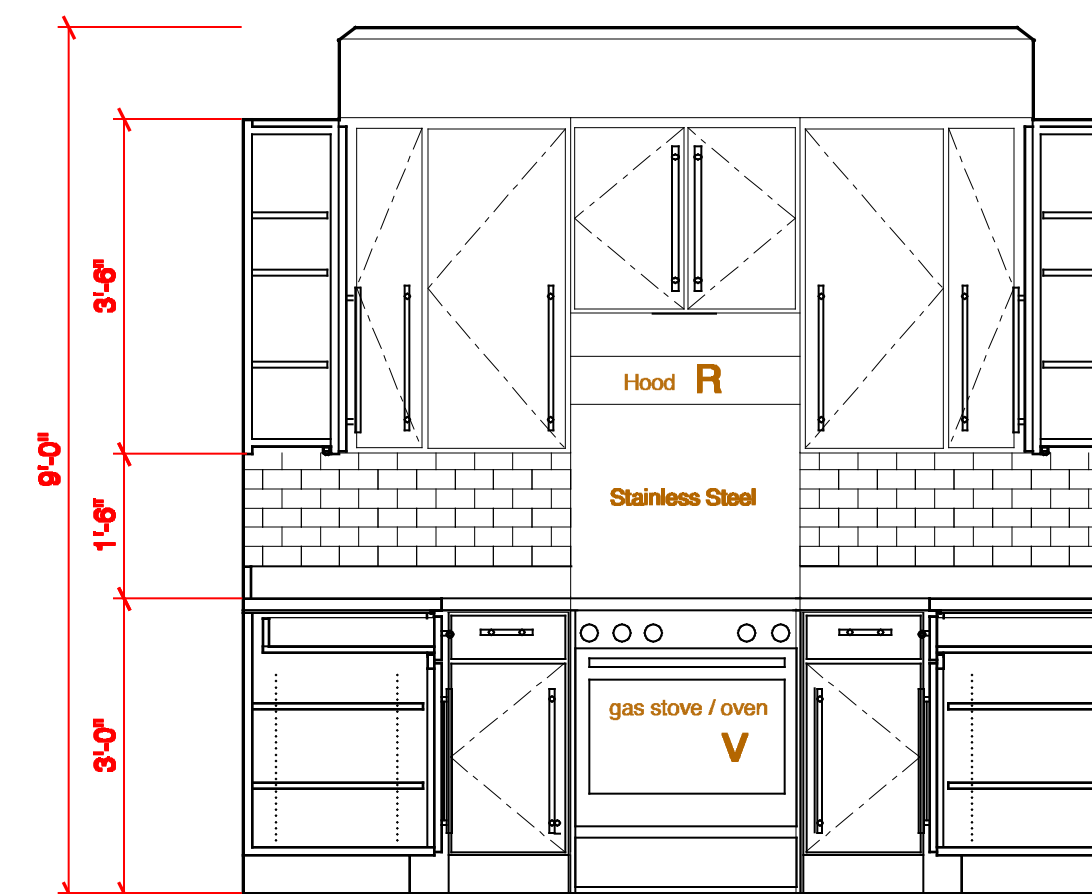 3'-6"
Hood R
9'-0"
Stainless Steel
1'-6"
gas stove / oven
V
3'-0"